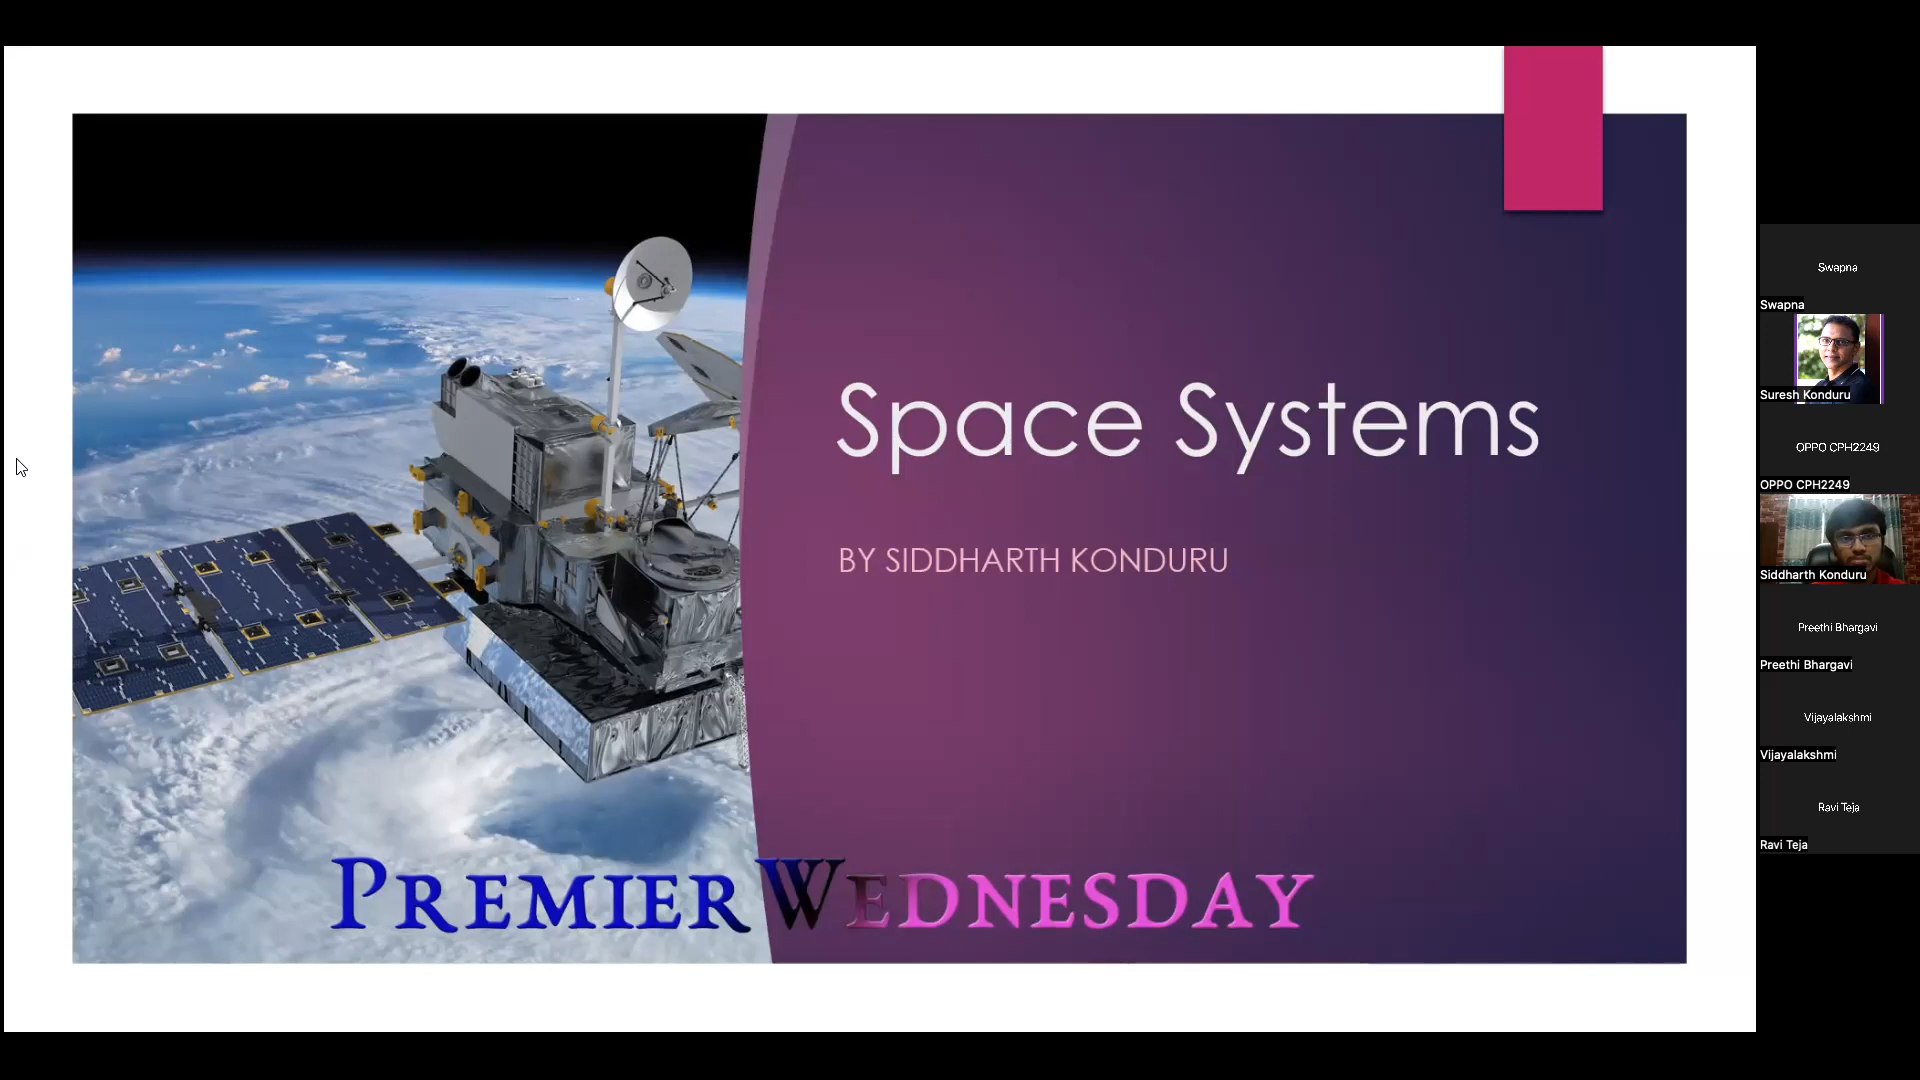 Space Systems
BY SIDDHARTH KONDURU
PREMIER WEDNESDAY
Swapna
Swapna
Suresh Konduru
OPPO CPH2249
OPPO CPH2249
Siddharth Konduru
Preethi Bhargavi
Preethi Bhargavi
Vijayalakshmi
Vijayalakshmi
Ravi Teja
Ravi Teja